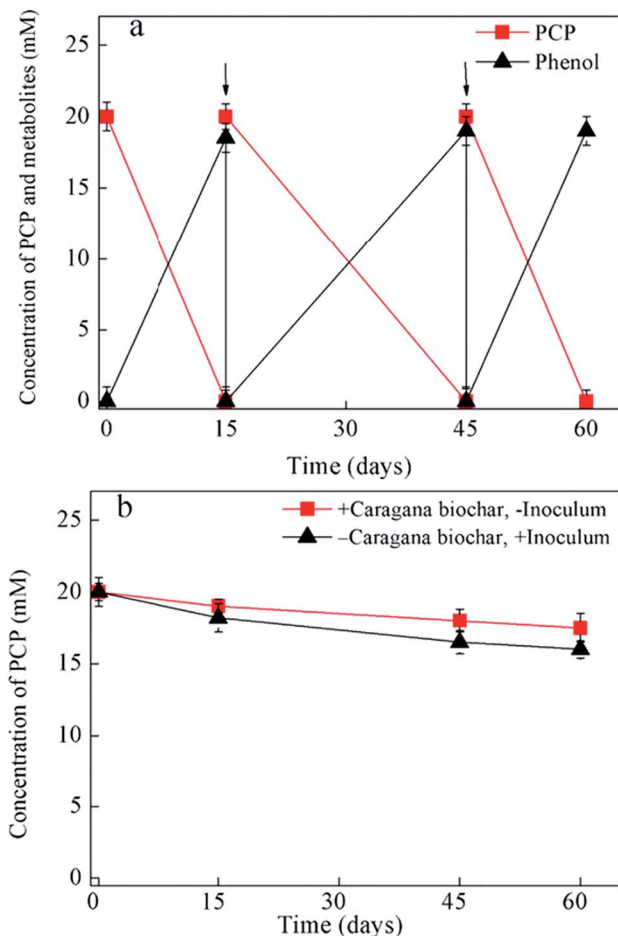 a
PCP
Phenol
Concentration of PCP and metabolites (mM)
25
20
15
10
5
0
0 15 30 45 60
Time (days)
b
+Caragana biochar, -Inoculum
–Caragana biochar, +Inoculum
Concentration of PCP (mM)
25
20
15
10
5
0
0 15 45 60
Time (days)